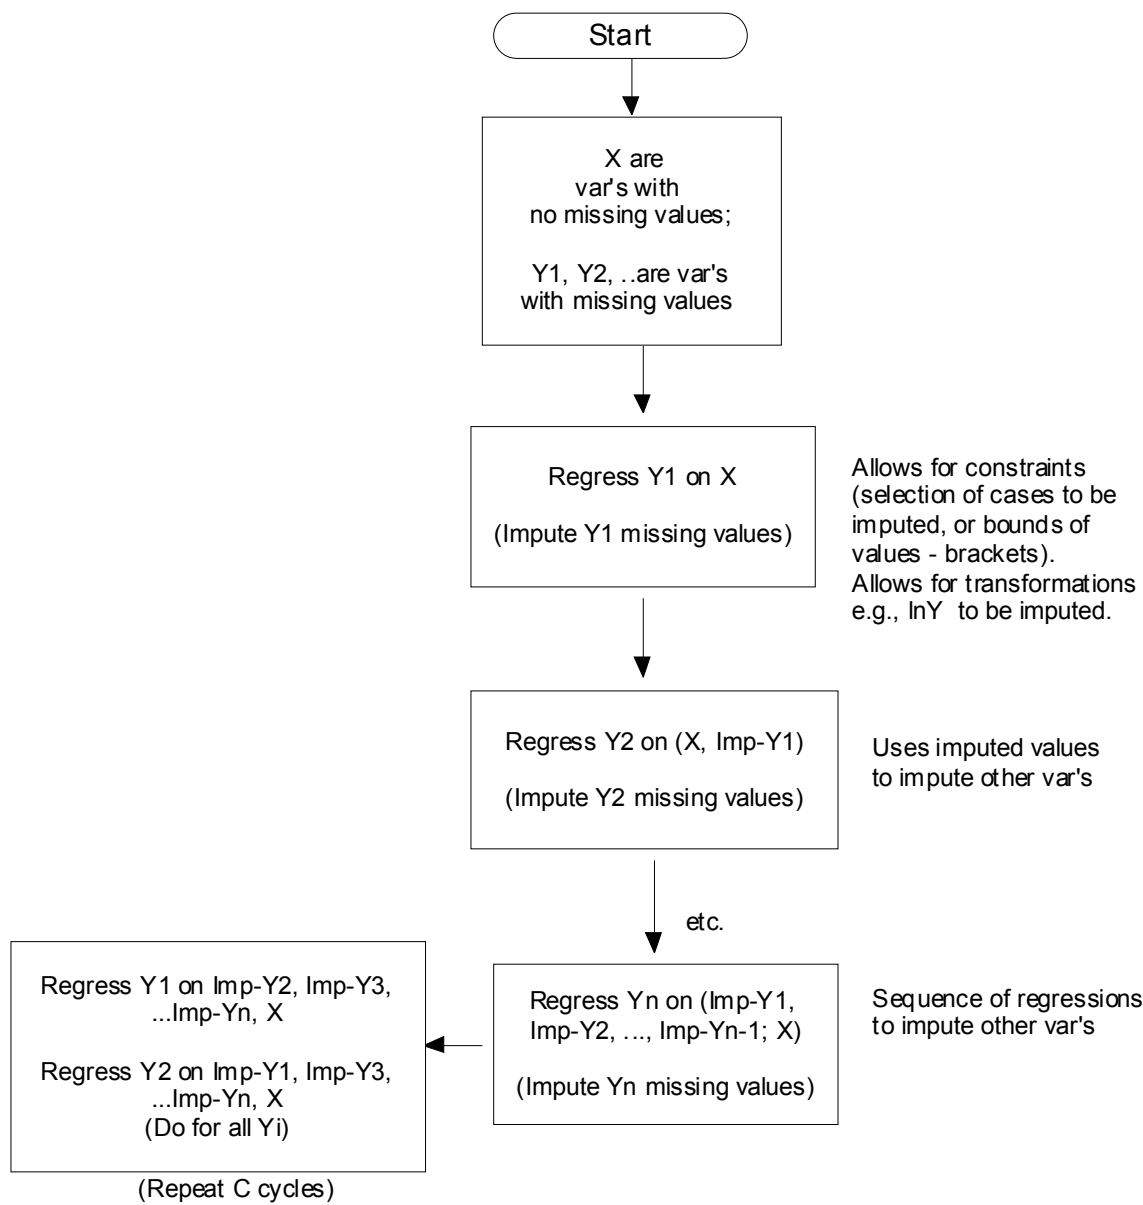 Start
X are
var's with
no missing values;
Y1, Y2, ..are var's
with missing values
Regress Y1 on X
(Impute Y1 missing values)
Allows for constraints
(selection of cases to be
imputed, or bounds of
values - brackets).
Allows for transformations
e.g., lnY to be imputed.
Regress Y2 on (X, Imp-Y1)
(Impute Y2 missing values)
Uses imputed values
to impute other var's
etc.
Regress Yn on (Imp-Y1,
Imp-Y2, ..., Imp-Yn-1; X)
(Impute Yn missing values)
Sequence of regressions
to impute other var's
Regress Y1 on Imp-Y2, Imp-Y3,
...Imp-Yn, X
Regress Y2 on Imp-Y1, Imp-Y3,
...Imp-Yn, X
(Do for all Yi)
(Repeat C cycles)